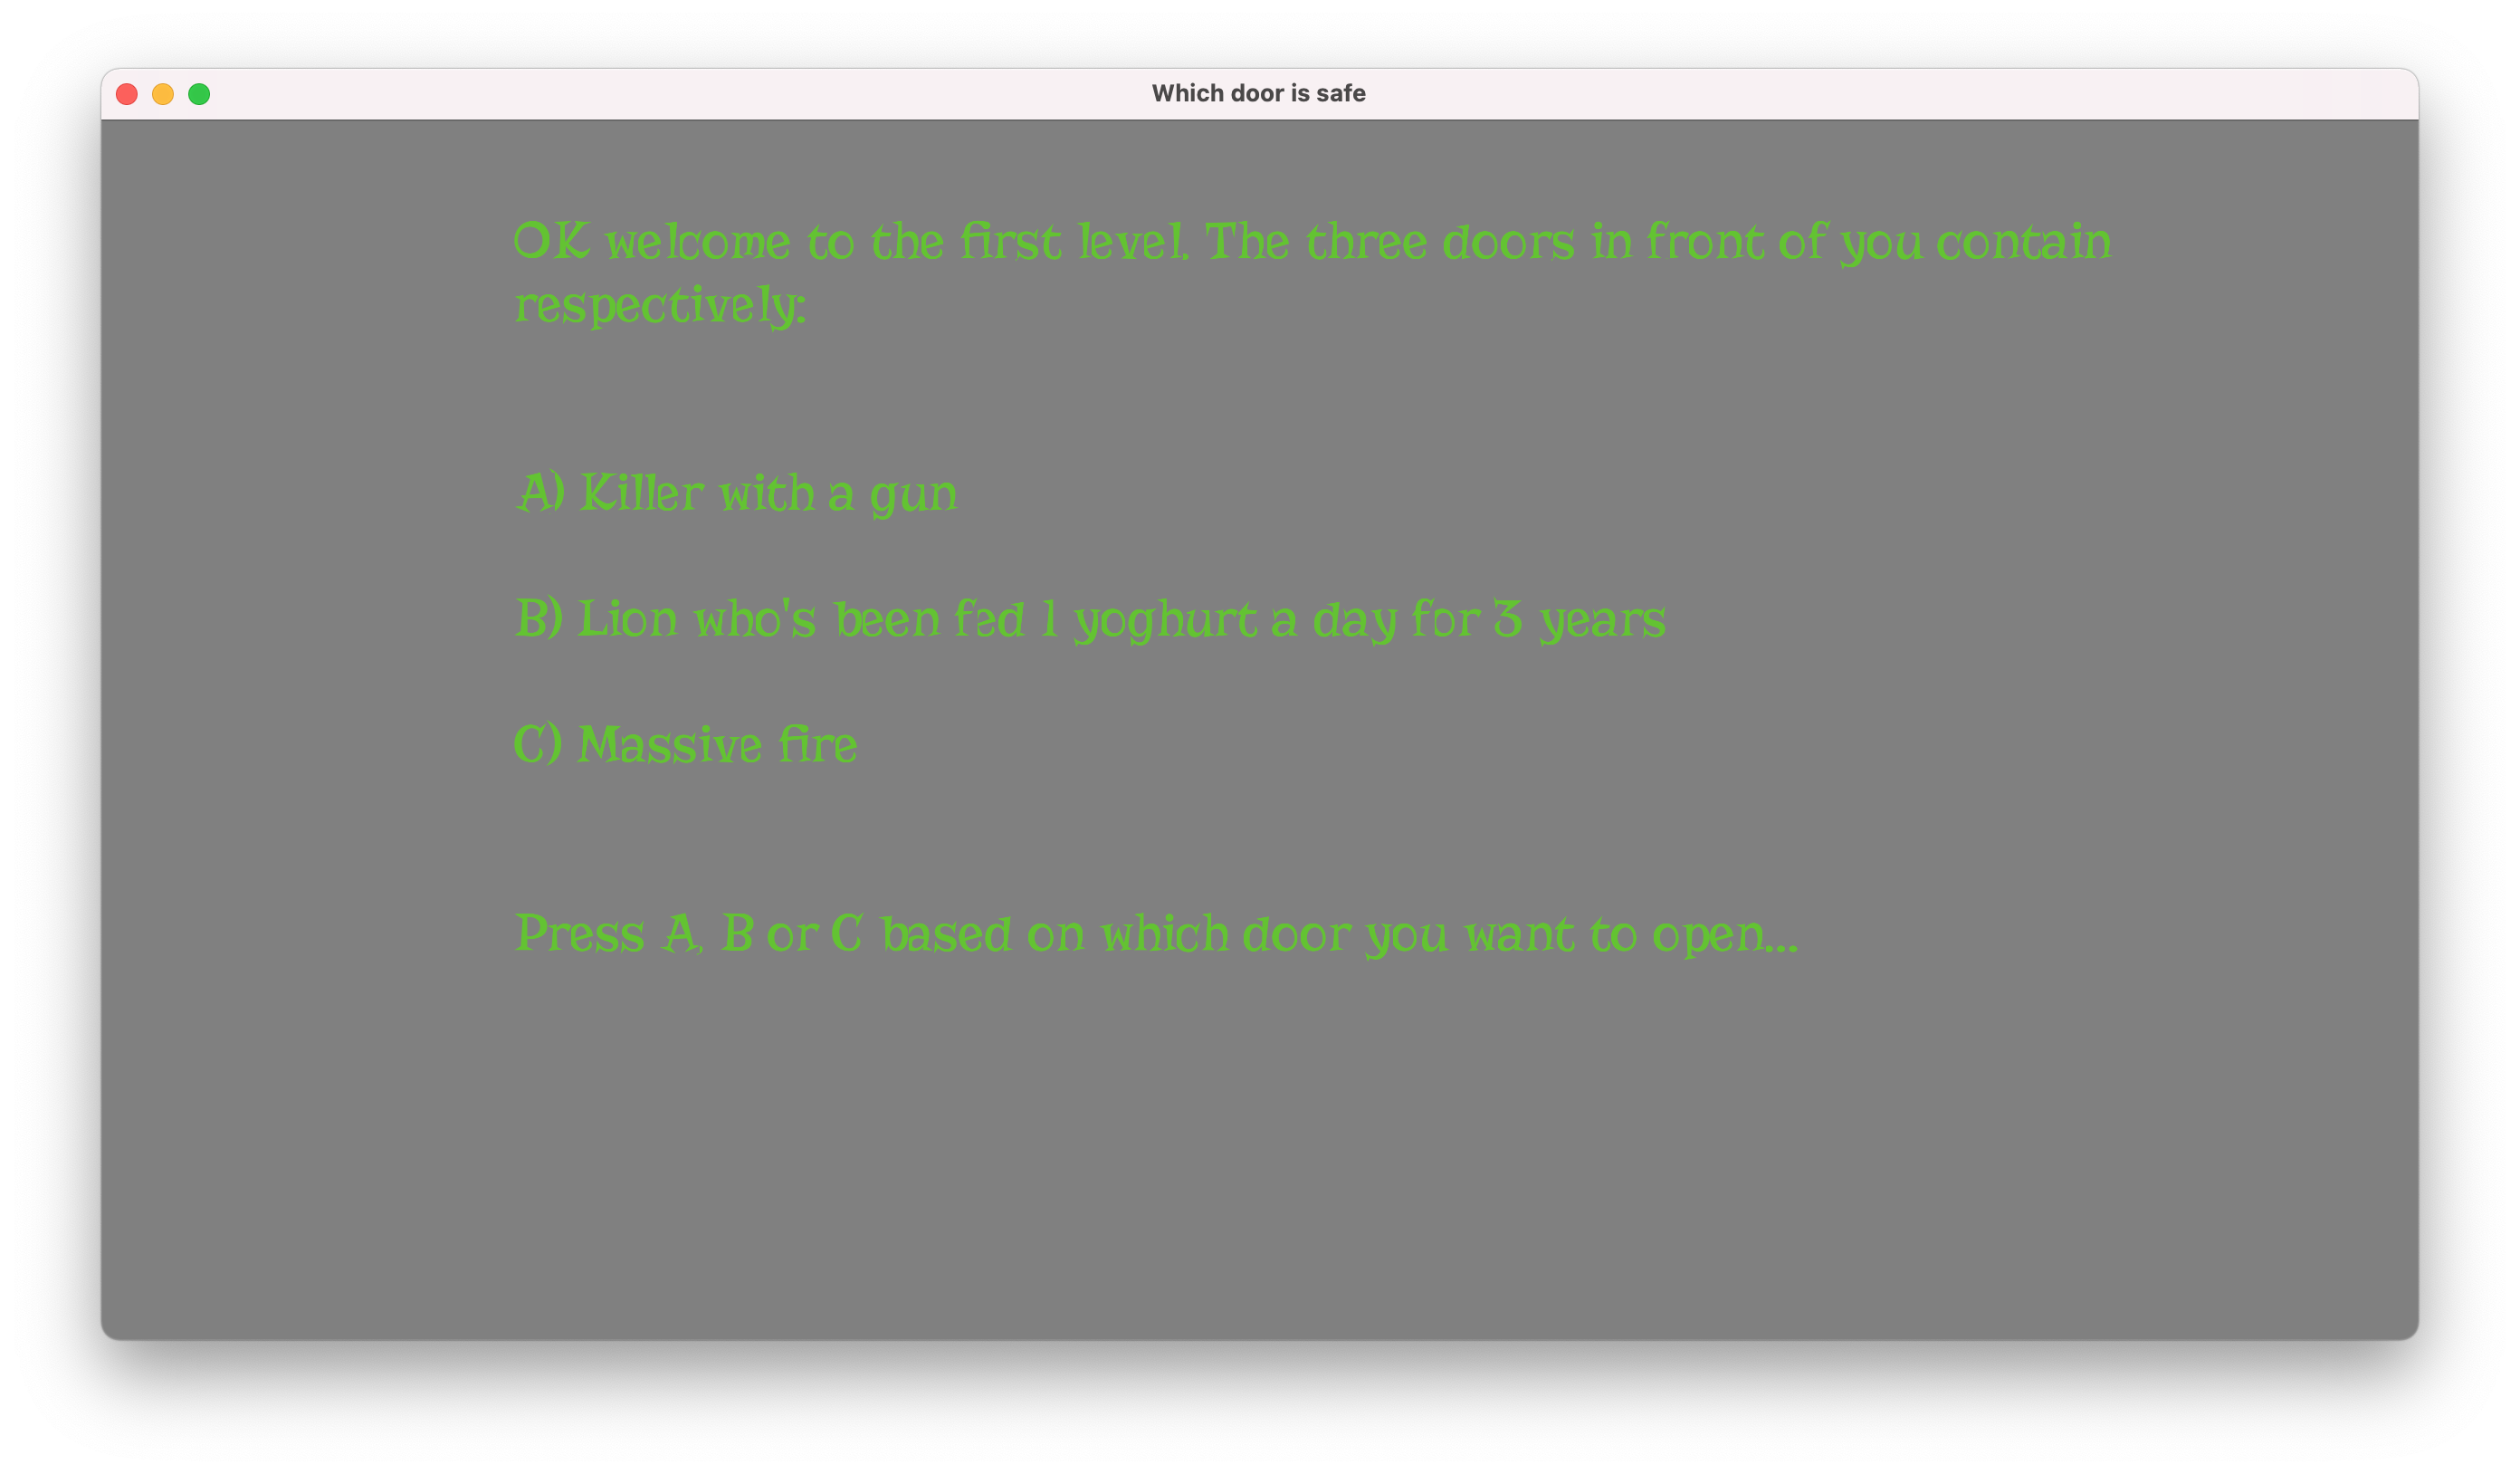 Which door is safe
OK welcome to the first level. The three doors in front of you contain
respectively:
A) Killer with a gun
B) Lion who's been fed 1 yoghurt a day for 3 years
C) Massive fire
Press A, B or C based on which door you want to open...